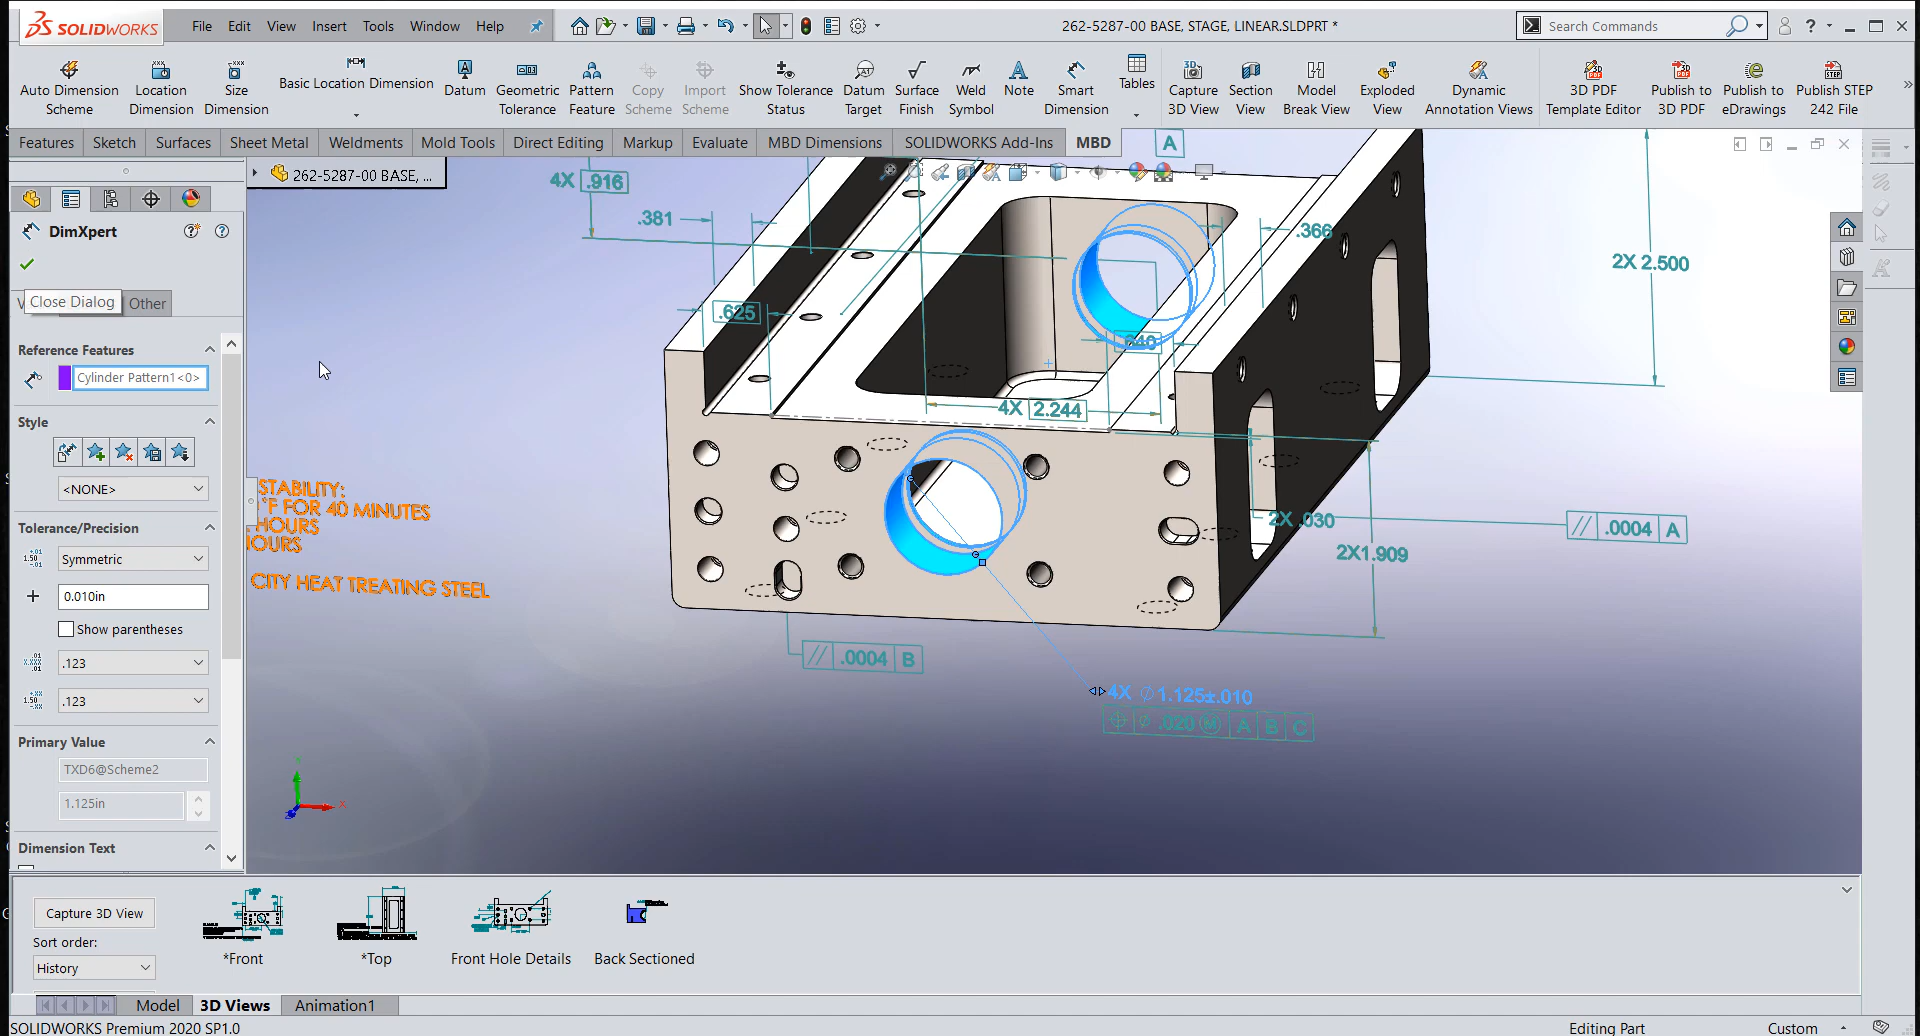 SOLIDWORKS
File Edit View Insert Tools Window Help
262-5287-00 BASE, STAGE, LINEAR.SLDPRT *
Search Commands
Auto Dimension Scheme
Location Dimension
Size Dimension
Basic Location Dimension
Datum
Geometric Tolerance
Pattern Feature
Copy Scheme
Import Scheme
Show Tolerance Status
Datum Target
Surface Finish
Weld Symbol
Note
Smart Dimension
Tables
Capture 3D View
Section View
Model Break View
Exploded View
Dynamic Annotation Views
3D PDF Template Editor
Publish to 3D PDF
Publish to eDrawings
Publish STEP 242 File
Features Sketch Surfaces Sheet Metal Weldments Mold Tools Direct Editing Markup Evaluate MBD Dimensions SOLIDWORKS Add-Ins MBD
A
262-5287-00 BASE, ...
DimXpert
Close Dialog
Other
Reference Features
Cylinder Pattern1<0>
Style
<NONE>
Tolerance/Precision
Symmetric
0.010in
Show parentheses
.123
.123
Primary Value
TXD6@Scheme2
1.125in
Dimension Text
4X .916
.381
.366
2X 2.500
.625
.640
4X 2.244
STABILITY:
°F FOR 40 MINUTES
HOURS
HOURS
CITY HEAT TREATING STEEL
2X .030
// .0004 A
2X1.909
// .0004 B
4X ∅1.125±.010
⌖ ⌀ .020 Ⓜ A B C
X
Capture 3D View
Sort order:
History
*Front
*Top
Front Hole Details
Back Sectioned
Model 3D Views Animation1
SOLIDWORKS Premium 2020 SP1.0
Editing Part
Custom